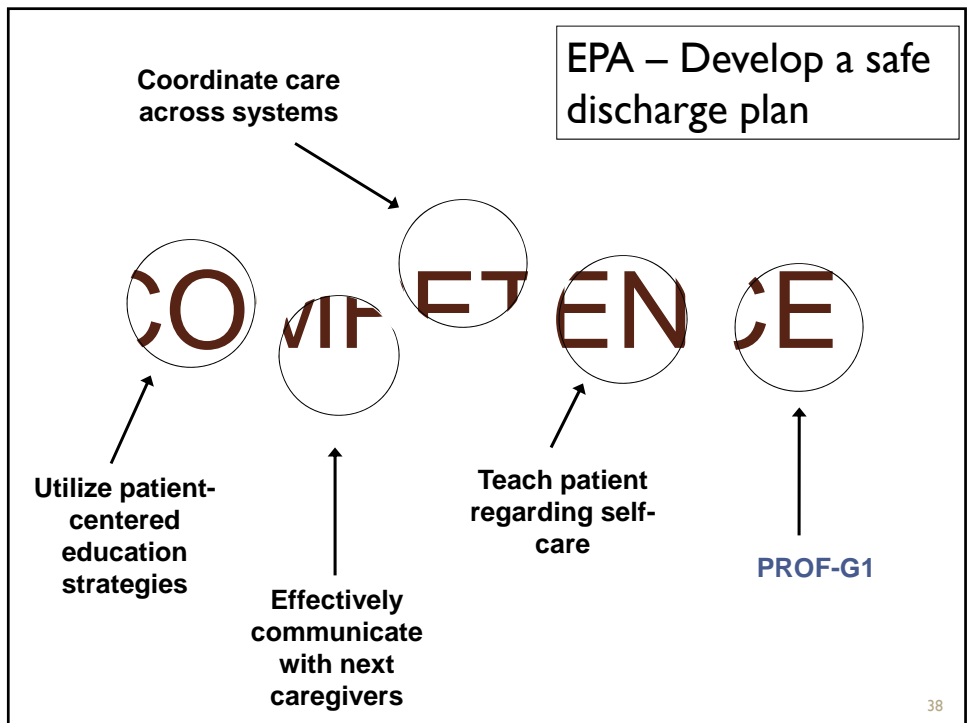 EPA – Develop a safe
discharge plan
Coordinate care
across systems
COMPETENCE
Utilize patient-
centered
education
strategies
Effectively
communicate
with next
caregivers
Teach patient
regarding self-
care
PROF-G1
38